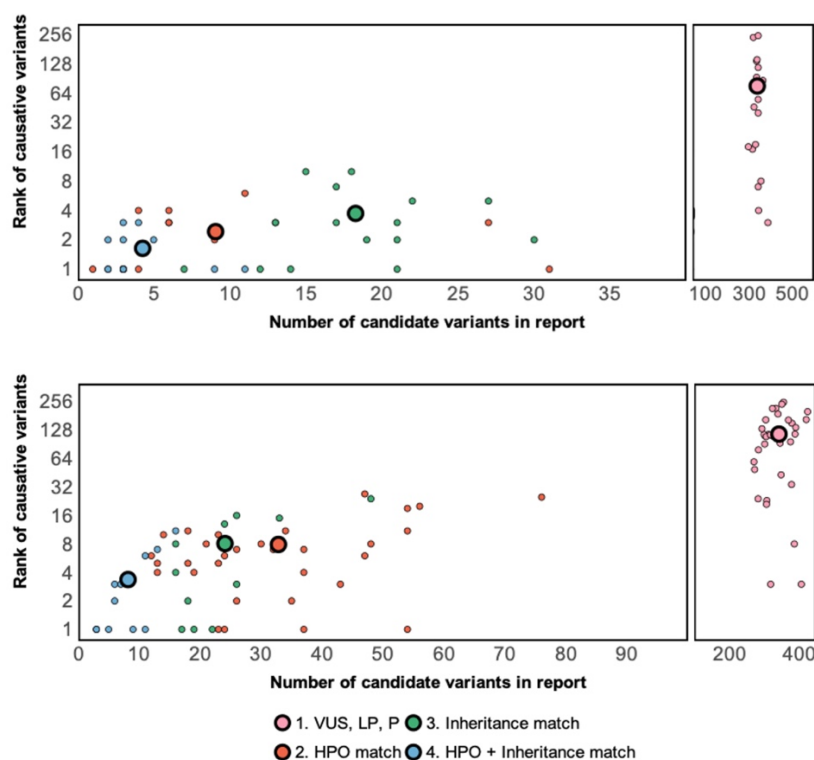 Rank of causative variants
256
128
64
32
16
8
4
2
1
0 5 10 15 20 25 30 35 100 300 500
Number of candidate variants in report
Rank of causative variants
256
128
64
32
16
8
4
2
1
0 10 20 30 40 50 60 70 80 90 200 400
Number of candidate variants in report
1. VUS, LP, P 3. Inheritance match
2. HPO match 4. HPO + Inheritance match